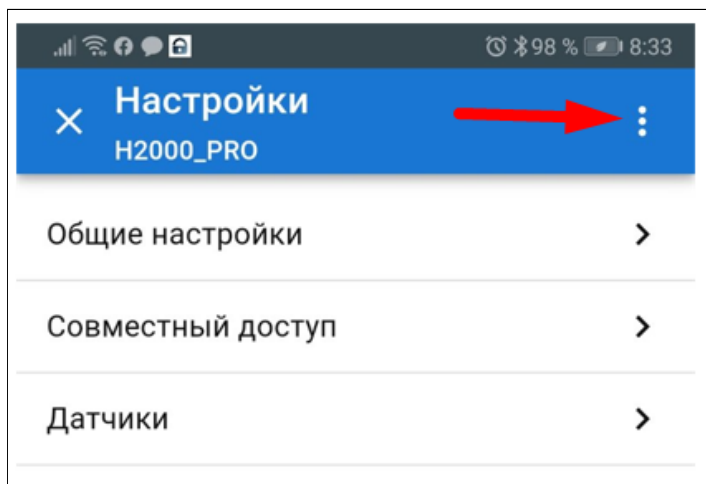 98 % 8:33
Настройки
H2000_PRO
Общие настройки
Совместный доступ
Датчики